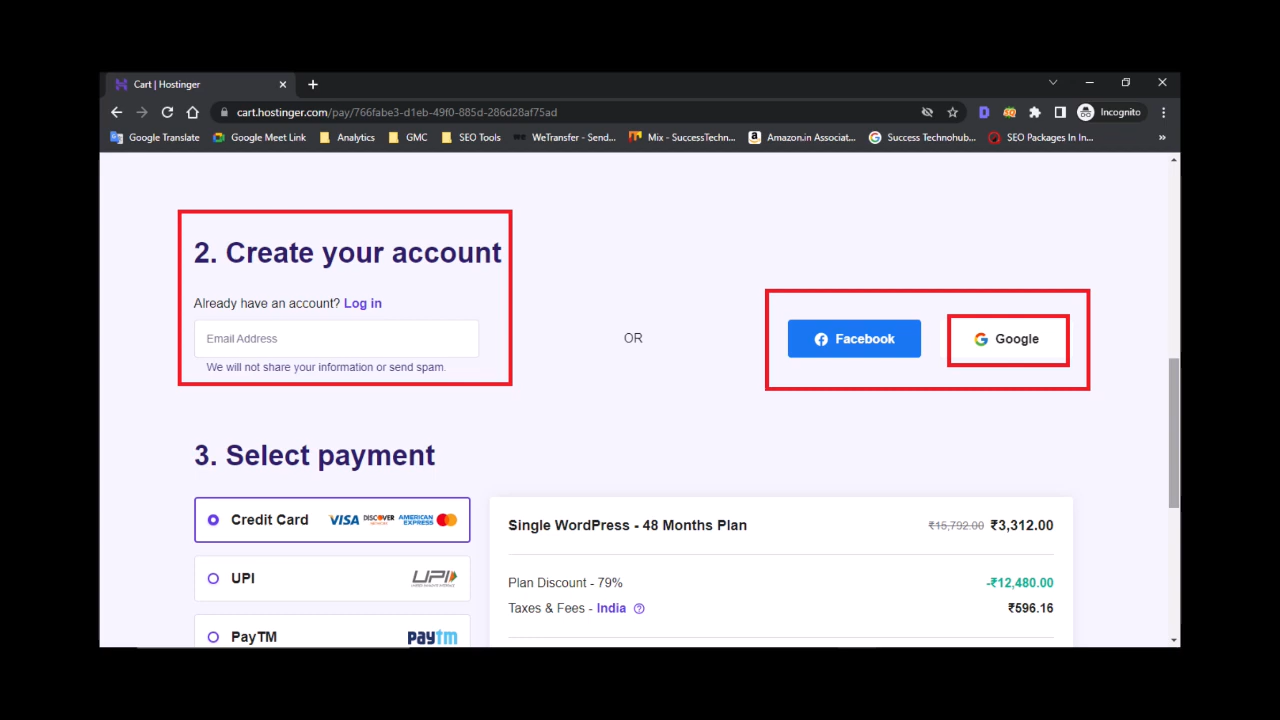 Cart | Hostinger
cart.hostinger.com/pay/766fabe3-d1eb-49f0-885d-286d28af75ad
Incognito
Google Translate Google Meet Link Analytics GMC SEO Tools WeTransfer - Send... Mix - SuccessTechn... Amazon.in Associat... Success Technohub... SEO Packages In In... »
2. Create your account
Already have an account? Log in
Email Address
We will not share your information or send spam.
OR
Facebook
Google
3. Select payment
Credit Card VISA DISCOVER AMERICAN EXPRESS
UPI UPI
PayTM paytm
Single WordPress - 48 Months Plan ₹15,792.00 ₹3,312.00
Plan Discount - 79% -₹12,480.00
Taxes & Fees - India ₹596.16